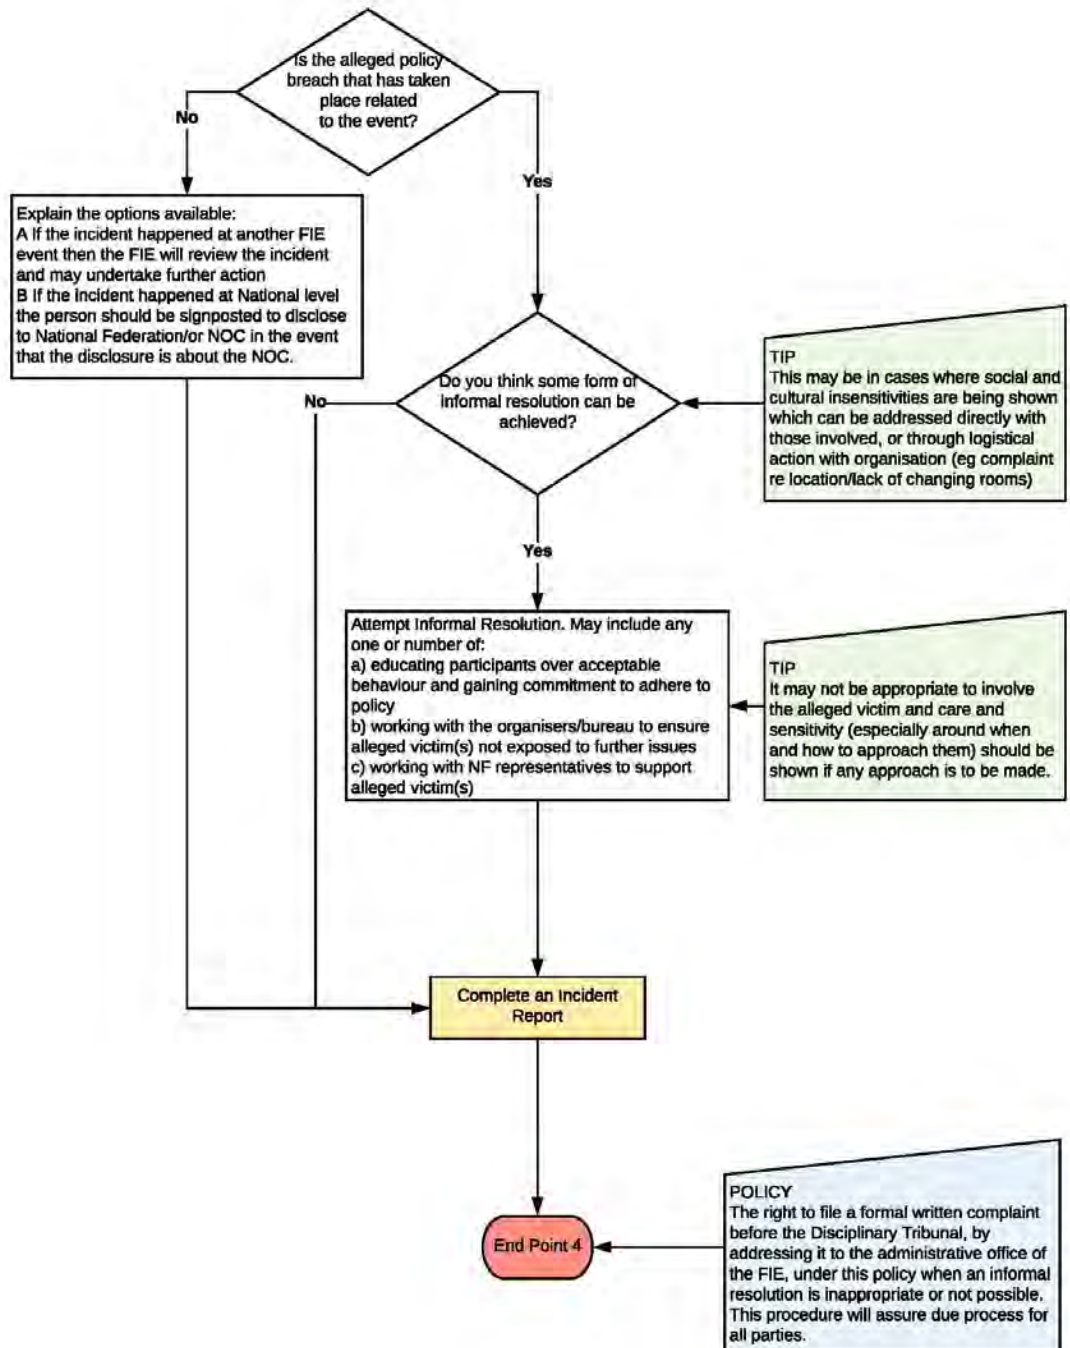 Is the alleged policy
breach that has taken
place related
to the event?
No
Yes
Explain the options available:
A If the incident happened at another FIE
event then the FIE will review the incident
and may undertake further action
B If the incident happened at National level
the person should be signposted to disclose
to National Federation/or NOC in the event
that the disclosure is about the NOC.
Do you think some form or
informal resolution can be
achieved?
No
TIP
This may be in cases where social and
cultural insensitivities are being shown
which can be addressed directly with
those involved, or through logistical
action with organisation (eg complaint
re location/lack of changing rooms)
Yes
Attempt Informal Resolution. May include any
one or number of:
a) educating participants over acceptable
behaviour and gaining commitment to adhere to
policy
b) working with the organisers/bureau to ensure
alleged victim(s) not exposed to further issues
c) working with NF representatives to support
alleged victim(s)
TIP
It may not be appropriate to involve
the alleged victim and care and
sensitivity (especially around when
and how to approach them) should be
shown if any approach is to be made.
Complete an Incident
Report
End Point 4
POLICY
The right to file a formal written complaint
before the Disciplinary Tribunal, by
addressing it to the administrative office of
the FIE, under this policy when an informal
resolution is inappropriate or not possible.
This procedure will assure due process for
all parties.